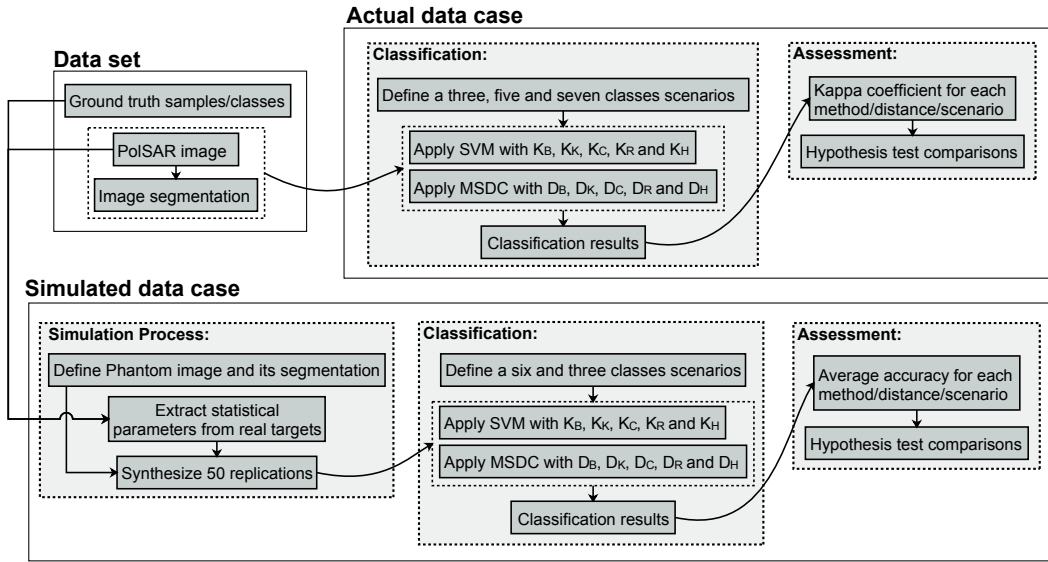 Actual data case
Data set
Ground truth samples/classes
PolSAR image
Image segmentation
Classification:
Define a three, five and seven classes scenarios
Apply SVM with KB, KK, KC, KR and KH
Apply MSDC with DB, DK, DC, DR and DH
Classification results
Assessment:
Kappa coefficient for each
method/distance/scenario
Hypothesis test comparisons
Simulated data case
Simulation Process:
Define Phantom image and its segmentation
Extract statistical
parameters from real targets
Synthesize 50 replications
Classification:
Define a six and three classes scenarios
Apply SVM with KB, KK, KC, KR and KH
Apply MSDC with DB, DK, DC, DR and DH
Classification results
Assessment:
Average accuracy for each
method/distance/scenario
Hypothesis test comparisons